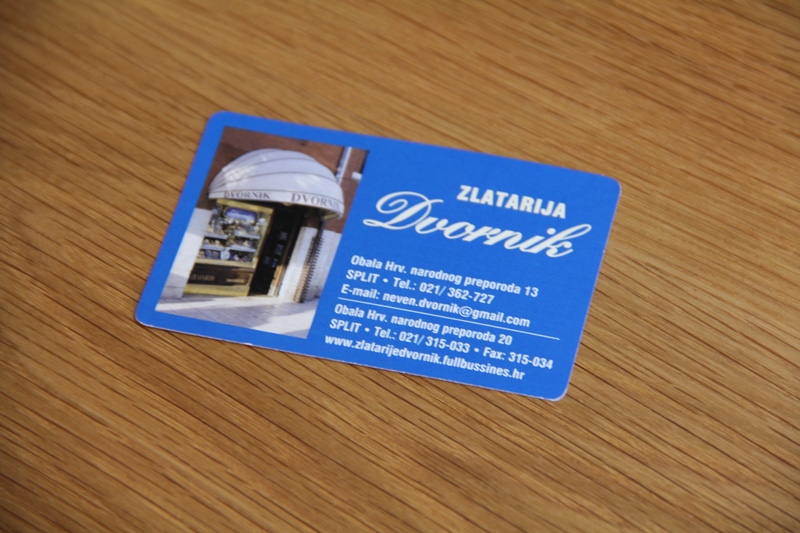 DVORNIK DVORNIK
ZLATARIJA
Dvornik
Obala Hrv. narodnog preporoda 13
SPLIT • Tel.: 021/ 362-727
E-mail: neven.dvornik@gmail.com
Obala Hrv. narodnog preporoda 20
SPLIT • Tel.: 021/ 315-033 • Fax: 315-034
www.zlatarijedvornik.fullbussines.hr